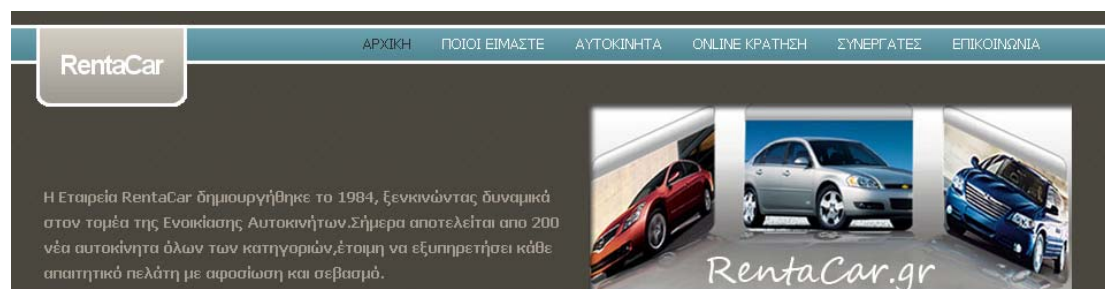 ΑΡΧΙΚΗ ΠΟΙΟΙ ΕΙΜΑΣΤΕ ΑΥΤΟΚΙΝΗΤΑ ONLINE ΚΡΑΤΗΣΗ ΣΥΝΕΡΓΑΤΕΣ ΕΠΙΚΟΙΝΩΝΙΑ
RentaCar
Η Εταιρεία RentaCar δημιουργήθηκε το 1984, ξενκινώντας δυναμικά
στον τομέα της Ενοικίασης Αυτοκινήτων.Σήμερα αποτελείται απο 200
νέα αυτοκίνητα όλων των κατηγοριών,έτοιμη να εξυπηρετήσει κάθε
απαιτητικό πελάτη με αφοσίωση και σεβασμό.
RentaCar.gr